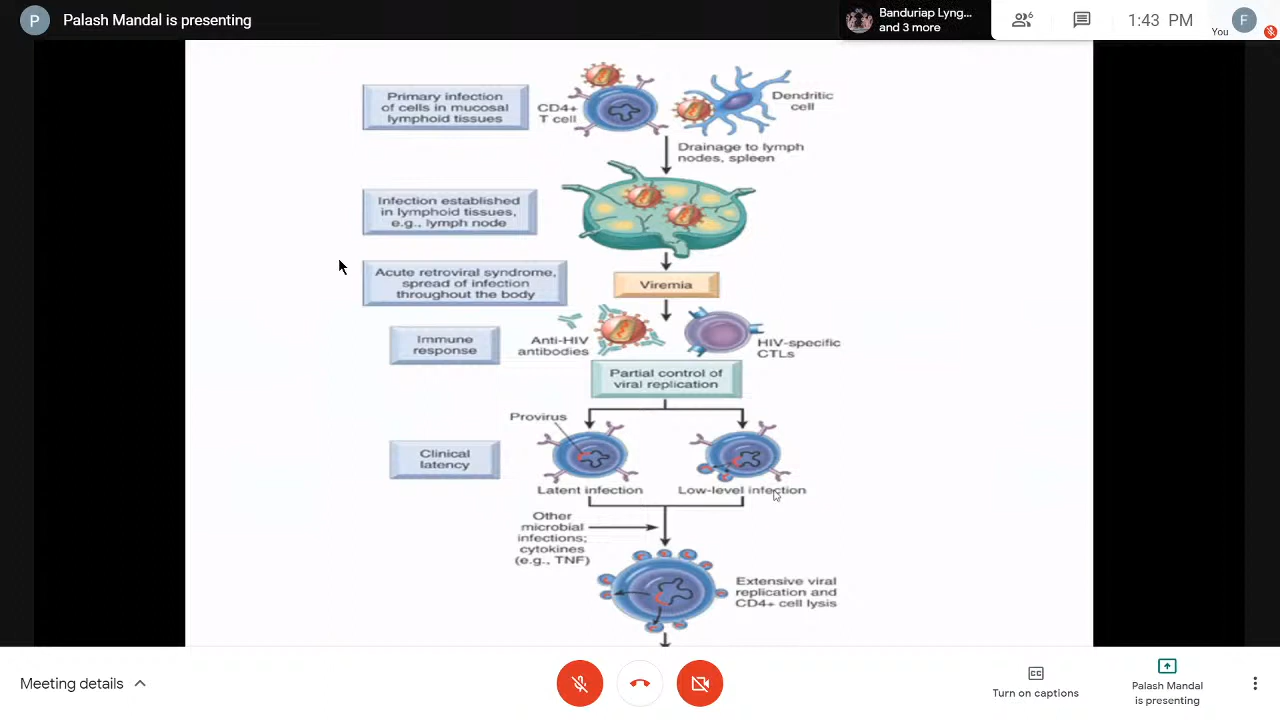 P
Palash Mandal is presenting
Banduriap Lyng...
and 3 more
6
1:43 PM
You
F
Primary infection
of cells in mucosal
lymphoid tissues
CD4+
T cell
Dendritic
cell
Drainage to lymph
nodes, spleen
Infection established
in lymphoid tissues,
e.g., lymph node
Acute retroviral syndrome,
spread of infection
throughout the body
Viremia
Immune
response
Anti-HIV
antibodies
HIV-specific
CTLs
Partial control of
viral replication
Provirus
Clinical
latency
Latent infection
Low-level infection
Other
microbial
infections;
cytokines
(e.g., TNF)
Extensive viral
replication and
CD4+ cell lysis
Meeting details
CC
Turn on captions
Palash Mandal
is presenting